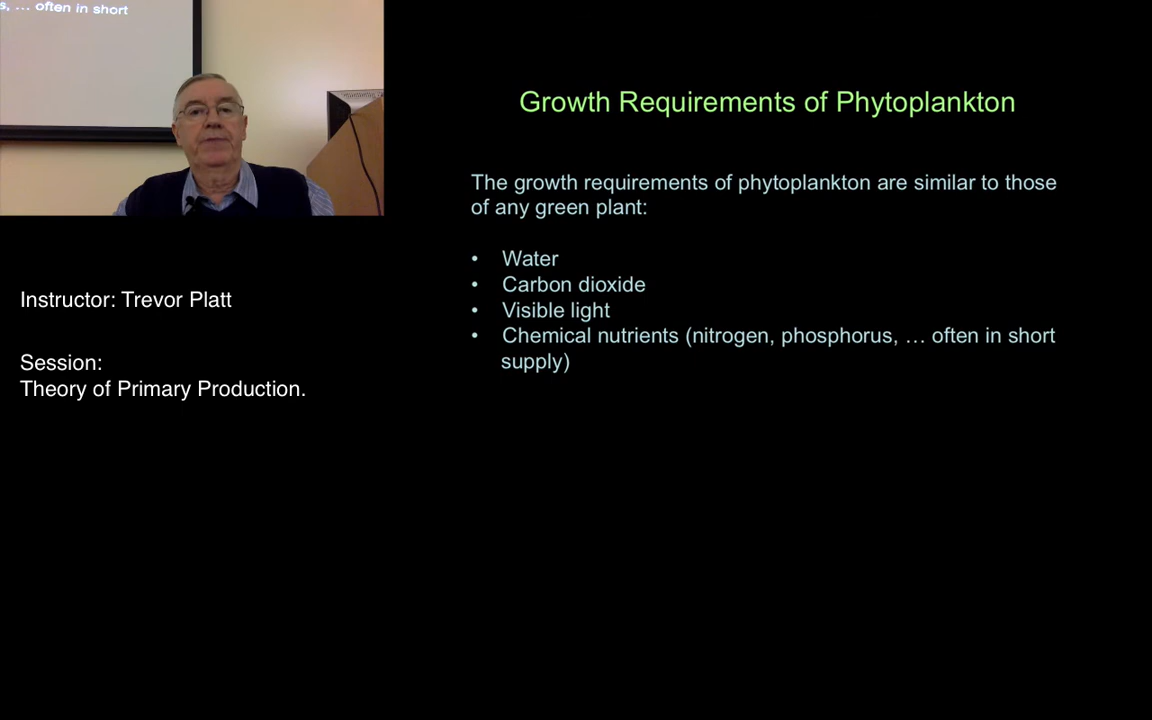 s, … often in short
Growth Requirements of Phytoplankton
The growth requirements of phytoplankton are similar to those
of any green plant:
• Water
• Carbon dioxide
• Visible light
• Chemical nutrients (nitrogen, phosphorus, … often in short
supply)
Instructor: Trevor Platt
Session:
Theory of Primary Production.